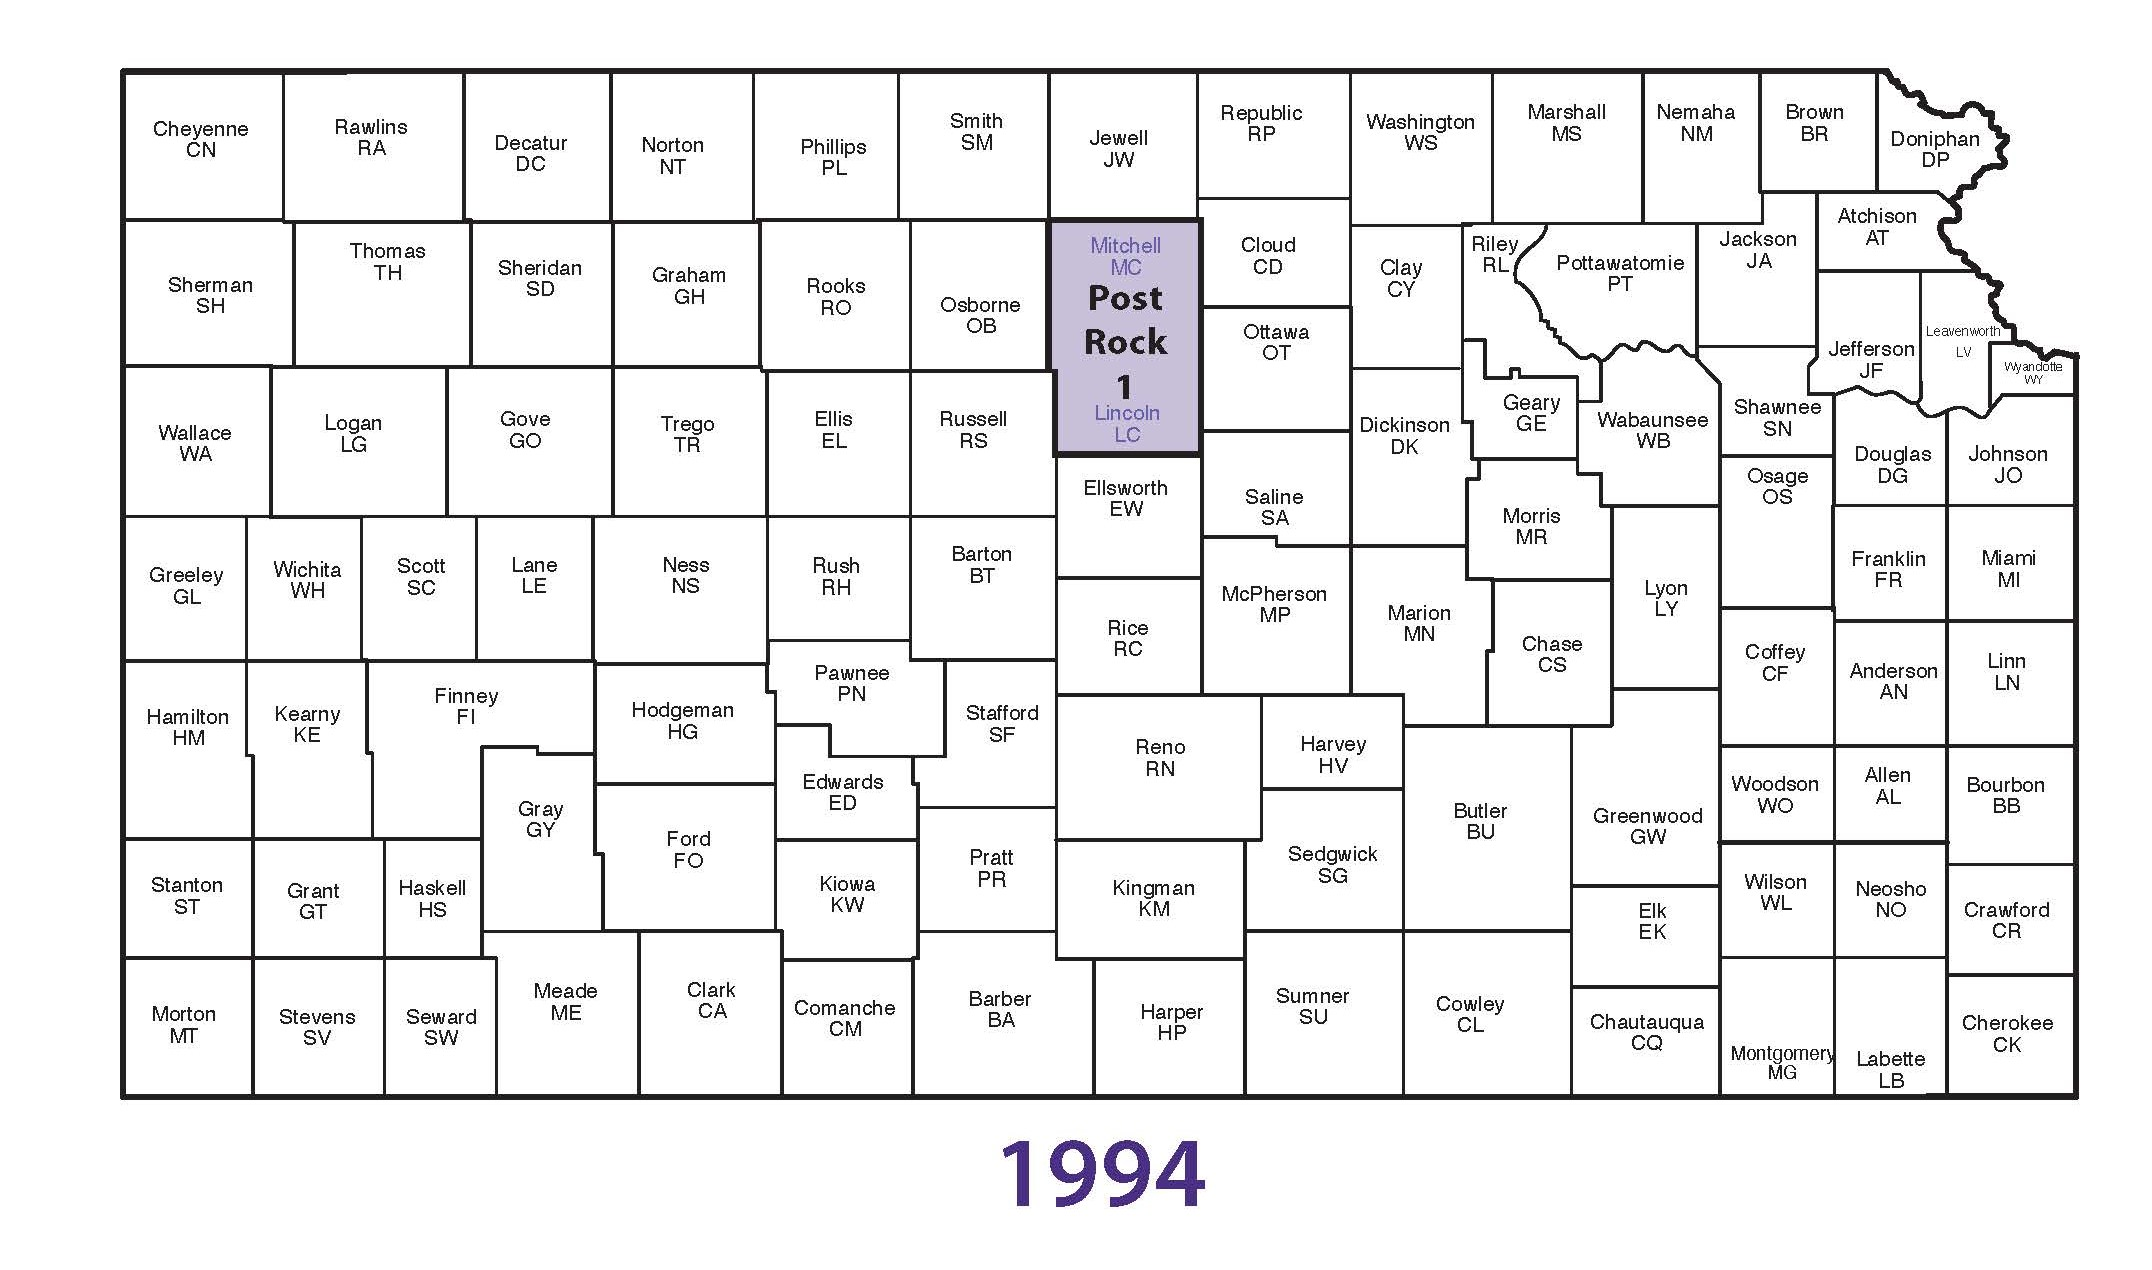 Cheyenne
CN
Rawlins
RA
Decatur
DC
Norton
NT
Phillips
PL
Smith
SM
Jewell
JW
Republic
RP
Washington
WS
Marshall
MS
Nemaha
NM
Brown
BR
Doniphan
DP
Sherman
SH
Thomas
TH
Sheridan
SD
Graham
GH
Rooks
RO
Osborne
OB
Mitchell
MC
Post
Rock
1
Lincoln
LC
Cloud
CD
Ottawa
OT
Clay
CY
Riley
RL
Pottawatomie
PT
Jackson
JA
Atchison
AT
Jefferson
JF
Leavenworth
LV
Wyandotte
WY
Wallace
WA
Logan
LG
Gove
GO
Trego
TR
Ellis
EL
Russell
RS
Ellsworth
EW
Saline
SA
Dickinson
DK
Geary
GE
Wabaunsee
WB
Shawnee
SN
Osage
OS
Douglas
DG
Johnson
JO
Greeley
GL
Wichita
WH
Scott
SC
Lane
LE
Ness
NS
Rush
RH
Barton
BT
Rice
RC
McPherson
MP
Marion
MN
Morris
MR
Chase
CS
Lyon
LY
Coffey
CF
Franklin
FR
Miami
MI
Anderson
AN
Linn
LN
Hamilton
HM
Kearny
KE
Finney
FI
Hodgeman
HG
Pawnee
PN
Stafford
SF
Edwards
ED
Reno
RN
Harvey
HV
Gray
GY
Ford
FO
Kiowa
KW
Pratt
PR
Kingman
KM
Sedgwick
SG
Butler
BU
Greenwood
GW
Woodson
WO
Allen
AL
Bourbon
BB
Stanton
ST
Grant
GT
Haskell
HS
Elk
EK
Wilson
WL
Neosho
NO
Crawford
CR
Morton
MT
Stevens
SV
Seward
SW
Meade
ME
Clark
CA
Comanche
CM
Barber
BA
Harper
HP
Sumner
SU
Cowley
CL
Chautauqua
CQ
Montgomery
MG
Labette
LB
Cherokee
CK
1994